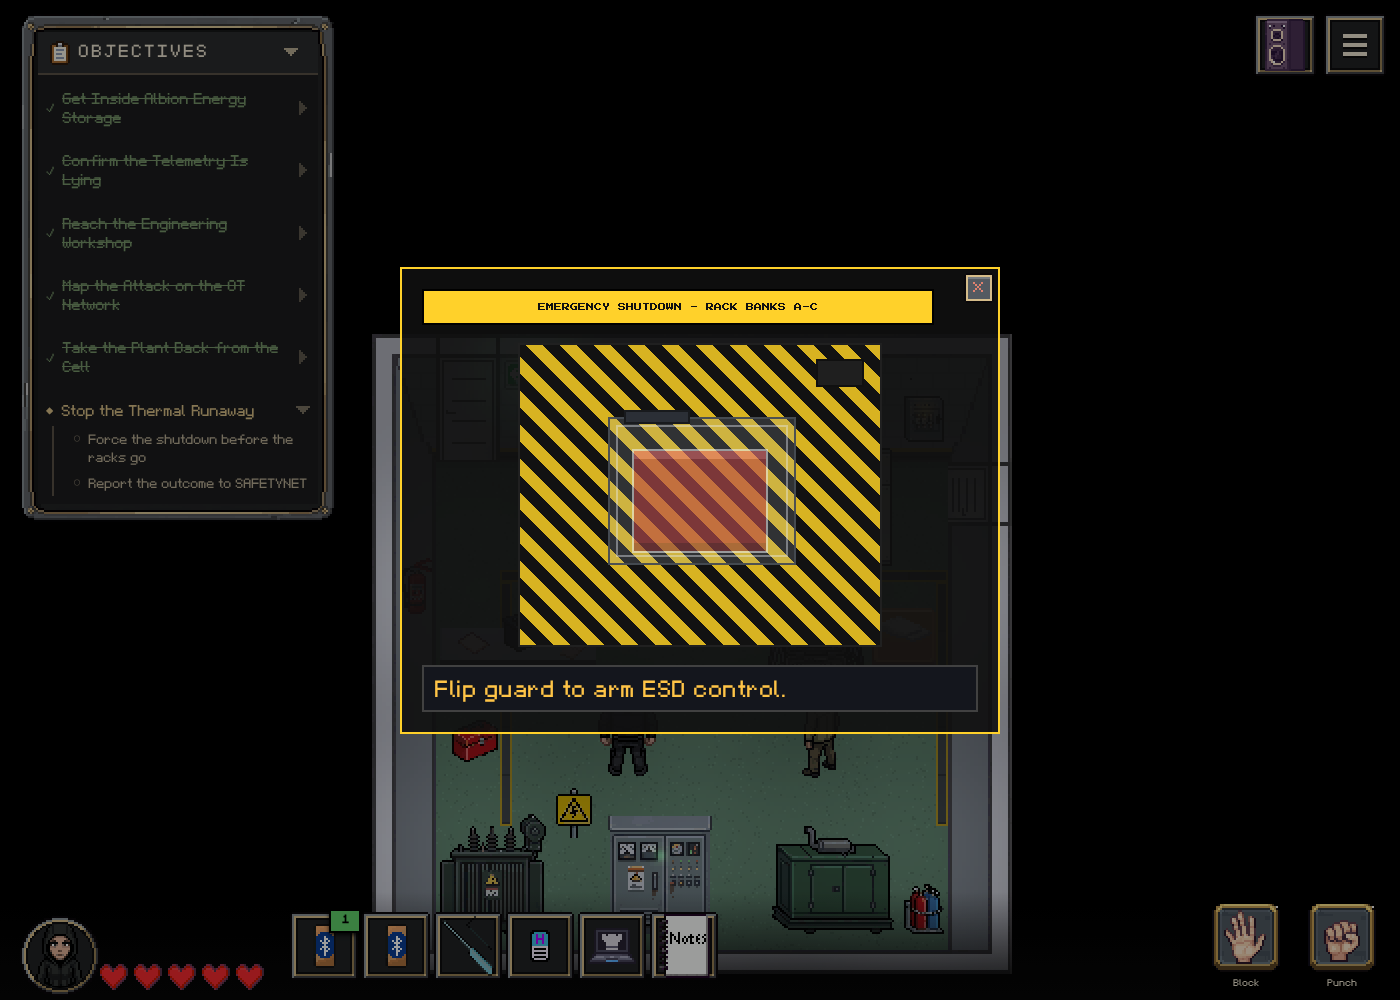 OBJECTIVES
Get Inside Albion Energy
Storage
Confirm the Telemetry Is
Lying
Reach the Engineering
Workshop
Map the Attack on the OT
Network
Take the Plant Back from the
Cell
Stop the Thermal Runaway
Force the shutdown before the
racks go
Report the outcome to SAFETYNET
EMERGENCY SHUTDOWN - RACK BANKS A-C
Flip guard to arm ESD control.
1
H
Notes
Block
Punch